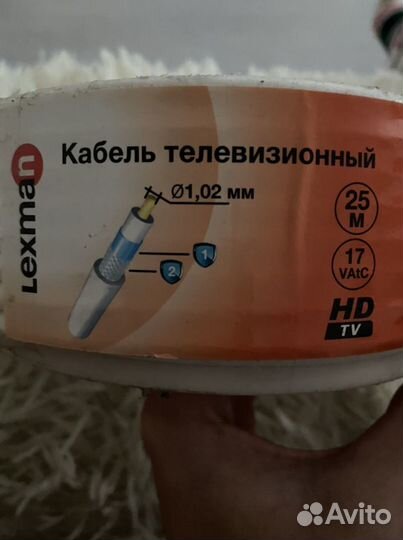 Lexman
Кабель телевизионный
Ø1,02 мм
1
2
25
М
17
VAtC
HD
TV
Avito